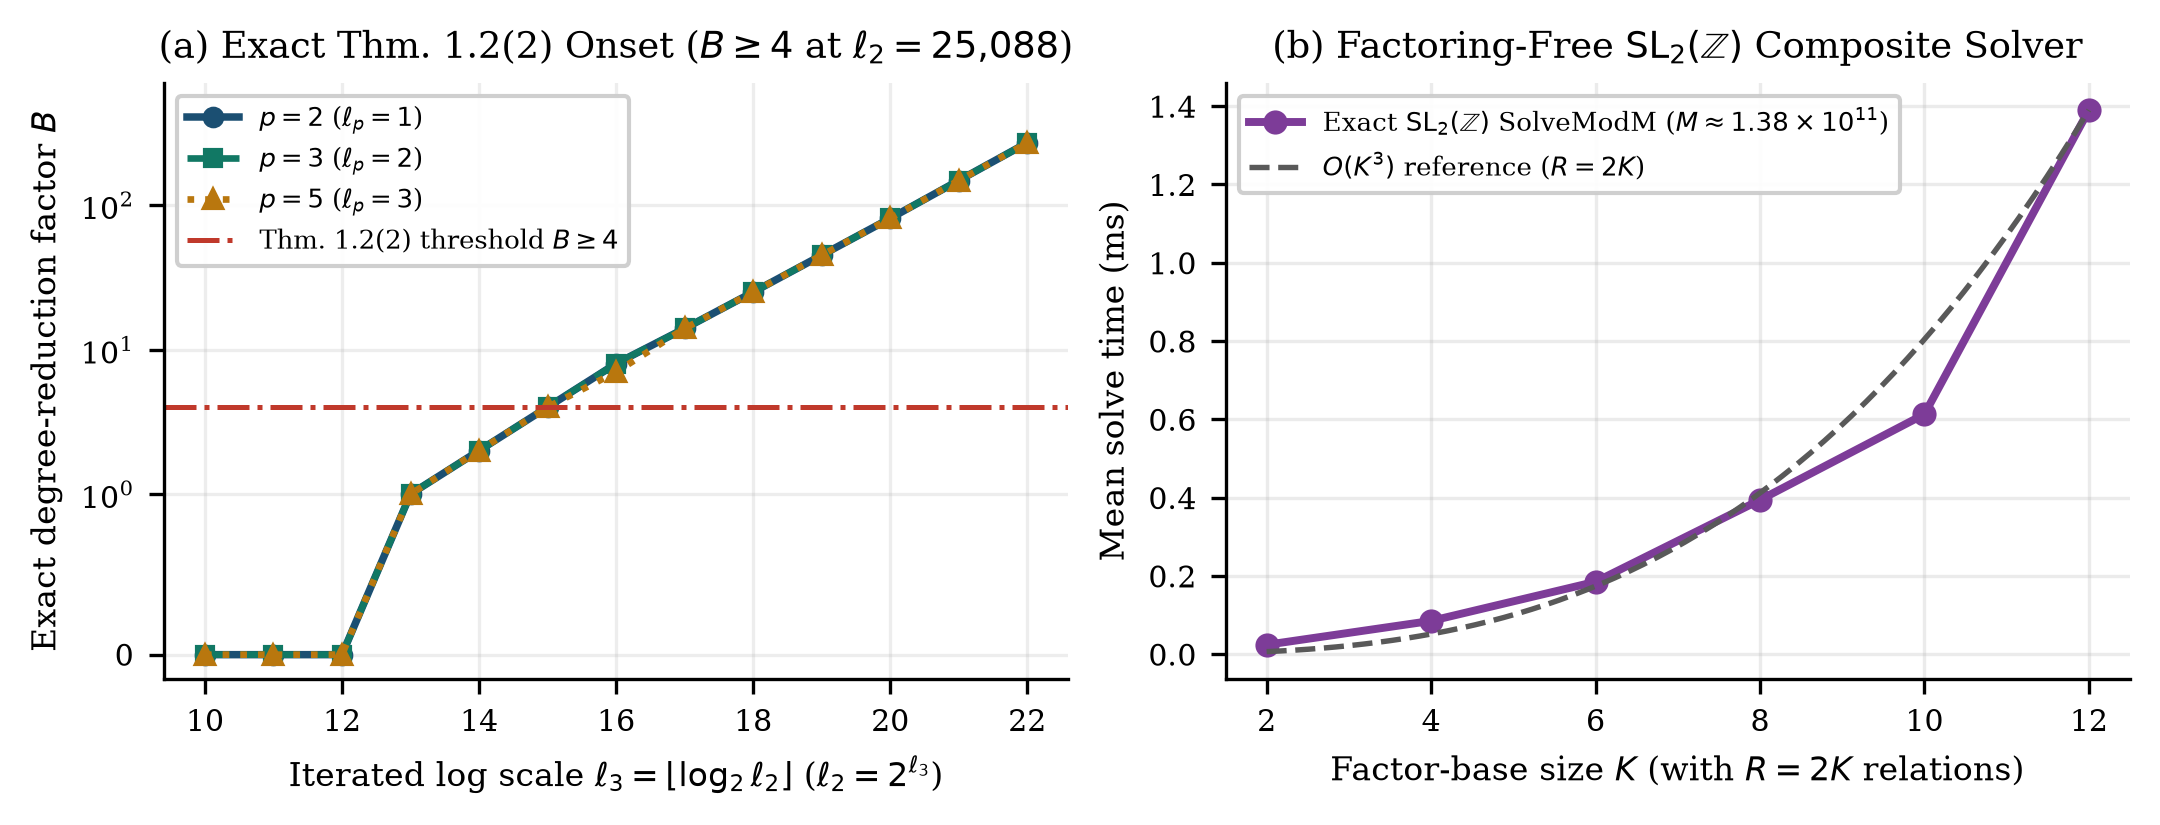 (a) Exact Thm. 1.2(2) Onset (B ≥ 4 at ℓ₂ = 25,088)
Exact degree-reduction factor B
p = 2 (ℓₚ = 1)
p = 3 (ℓₚ = 2)
p = 5 (ℓₚ = 3)
Thm. 1.2(2) threshold B ≥ 4
10²
10¹
10⁰
0
10 12 14 16 18 20 22
Iterated log scale ℓ₃ = ⌊log₂ ℓ₂⌋ (ℓ₂ = 2^ℓ₃)
(b) Factoring-Free SL₂(ℤ) Composite Solver
Mean solve time (ms)
Exact SL₂(ℤ) SolveModM (M ≈ 1.38 × 10¹¹)
O(K³) reference (R = 2K)
1.4
1.2
1.0
0.8
0.6
0.4
0.2
0.0
2 4 6 8 10 12
Factor-base size K (with R = 2K relations)